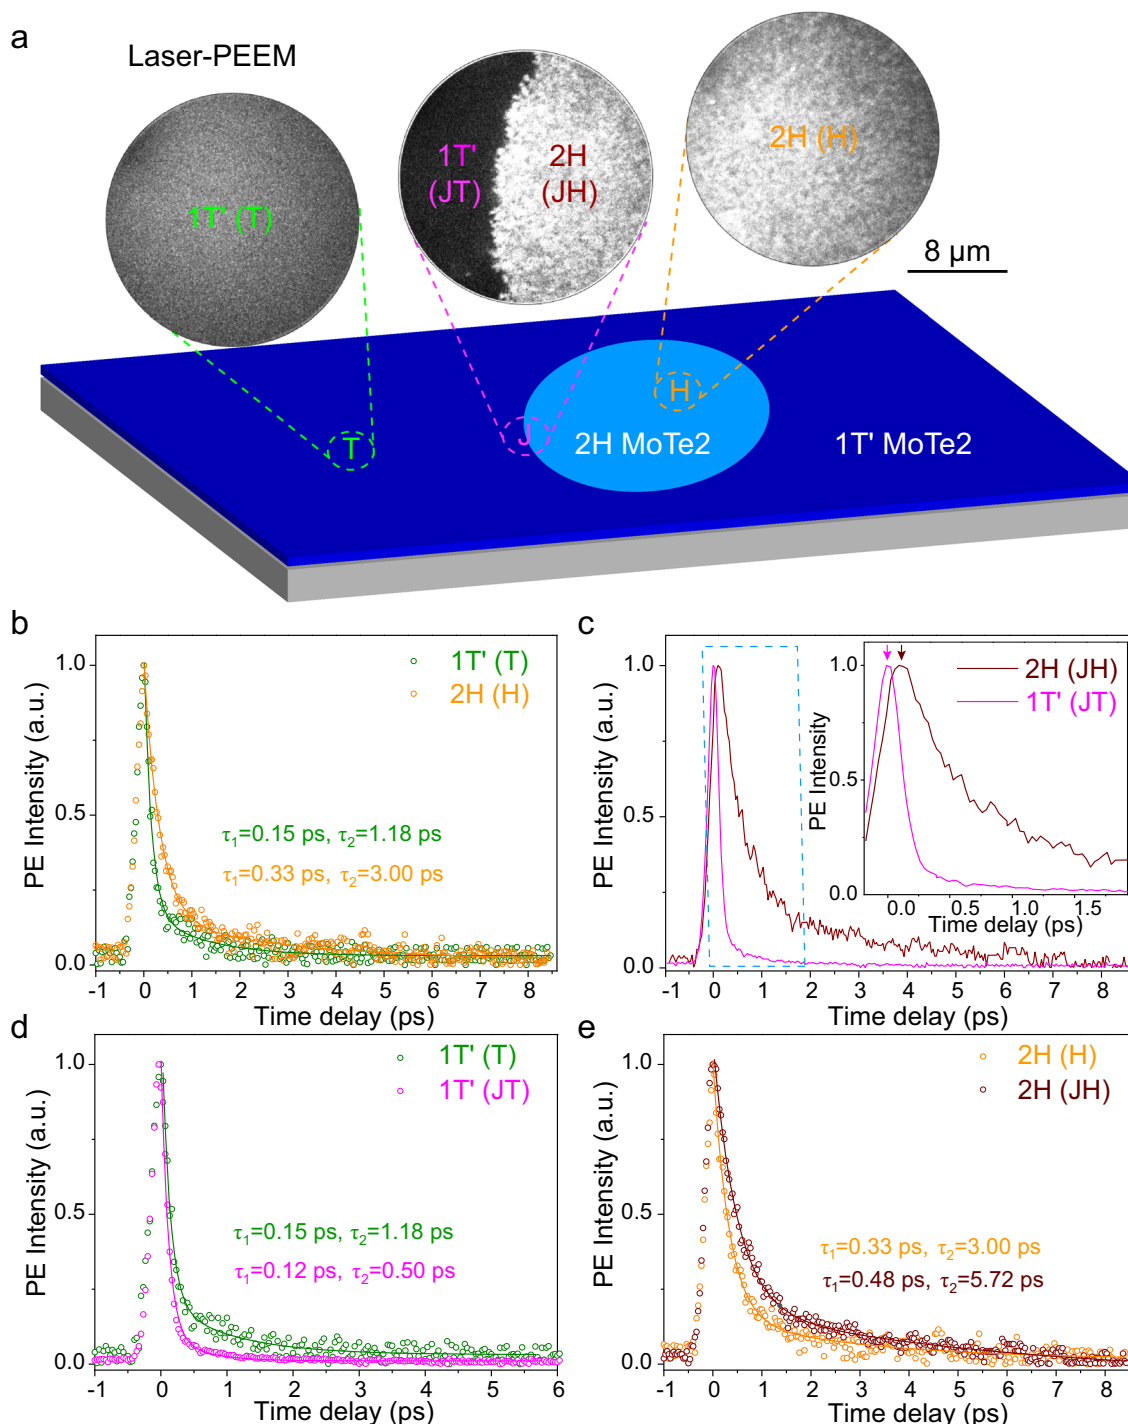 a
Laser-PEEM
1T' (T)
1T'
(JT)
2H
(JH)
2H (H)
8 µm
T
J
H
2H MoTe2
1T' MoTe2
b
1.0
0.5
0.0
PE Intensity (a.u.)
1T' (T)
2H (H)
τ1=0.15 ps, τ2=1.18 ps
τ1=0.33 ps, τ2=3.00 ps
-1 0 1 2 3 4 5 6 7 8
Time delay (ps)
c
1.0
0.5
0.0
PE Intensity (a.u.)
-1 0 1 2 3 4 5 6 7 8
Time delay (ps)
1.0
0.5
0.0
PE Intensity
2H (JH)
1T' (JT)
0.0 0.5 1.0 1.5
Time delay (ps)
d
1.0
0.5
0.0
PE Intensity (a.u.)
1T' (T)
1T' (JT)
τ1=0.15 ps, τ2=1.18 ps
τ1=0.12 ps, τ2=0.50 ps
-1 0 1 2 3 4 5 6
Time delay (ps)
e
1.0
0.5
0.0
PE Intensity (a.u.)
2H (H)
2H (JH)
τ1=0.33 ps, τ2=3.00 ps
τ1=0.48 ps, τ2=5.72 ps
-1 0 1 2 3 4 5 6 7 8
Time delay (ps)